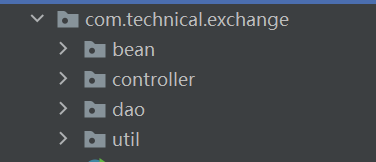 com.technical.exchange
bean
controller
dao
util